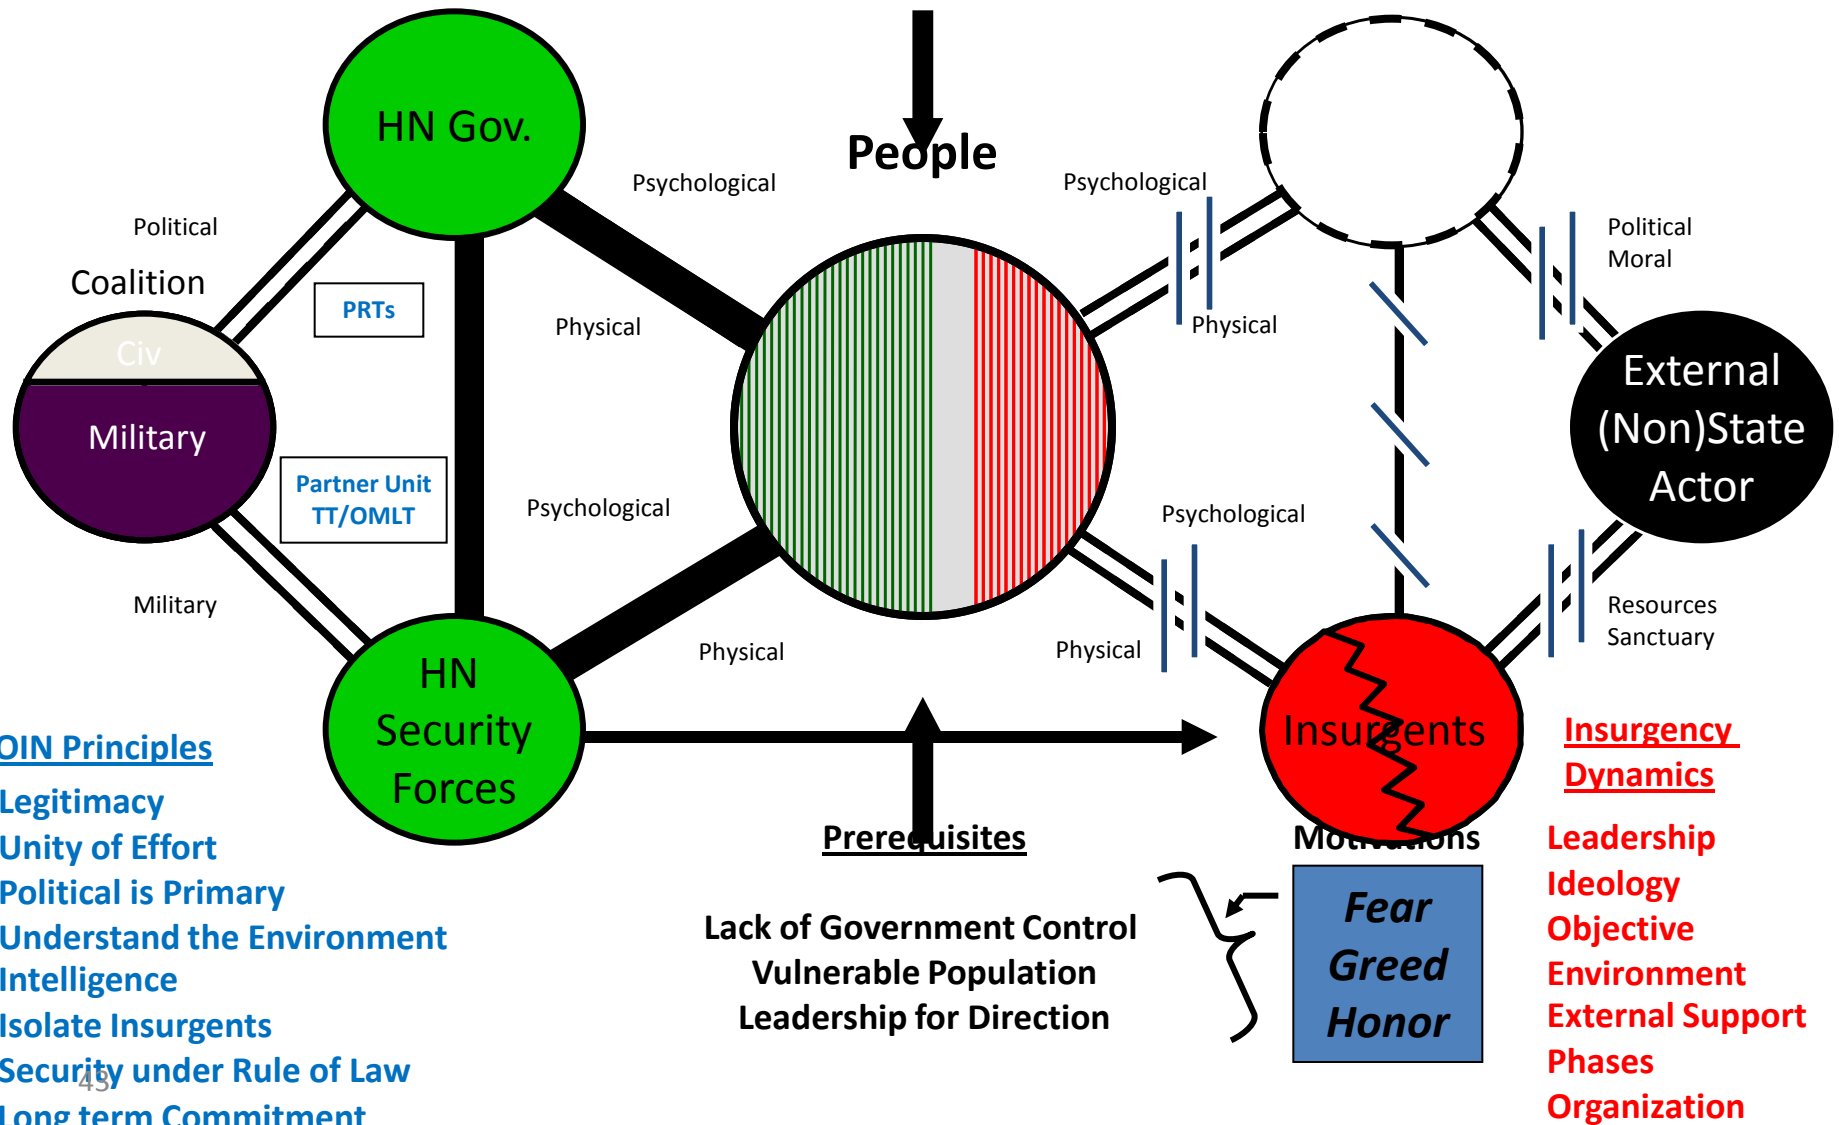 HN Gov.
People
Psychological
Psychological
Political
Political
Moral
Coalition
PRTs
Physical
Physical
Civ
Military
External
(Non)State
Actor
Partner Unit
TT/OMLT
Psychological
Psychological
Military
Resources
Sanctuary
Physical
Physical
HN
Security
Forces
Insurgents
OIN Principles
Legitimacy
Unity of Effort
Political is Primary
Understand the Environment
Intelligence
Isolate Insurgents
Security under Rule of Law
Long term Commitment
43
Prerequisites
Lack of Government Control
Vulnerable Population
Leadership for Direction
Motivations
Fear
Greed
Honor
Insurgency
Dynamics
Leadership
Ideology
Objective
Environment
External Support
Phases
Organization